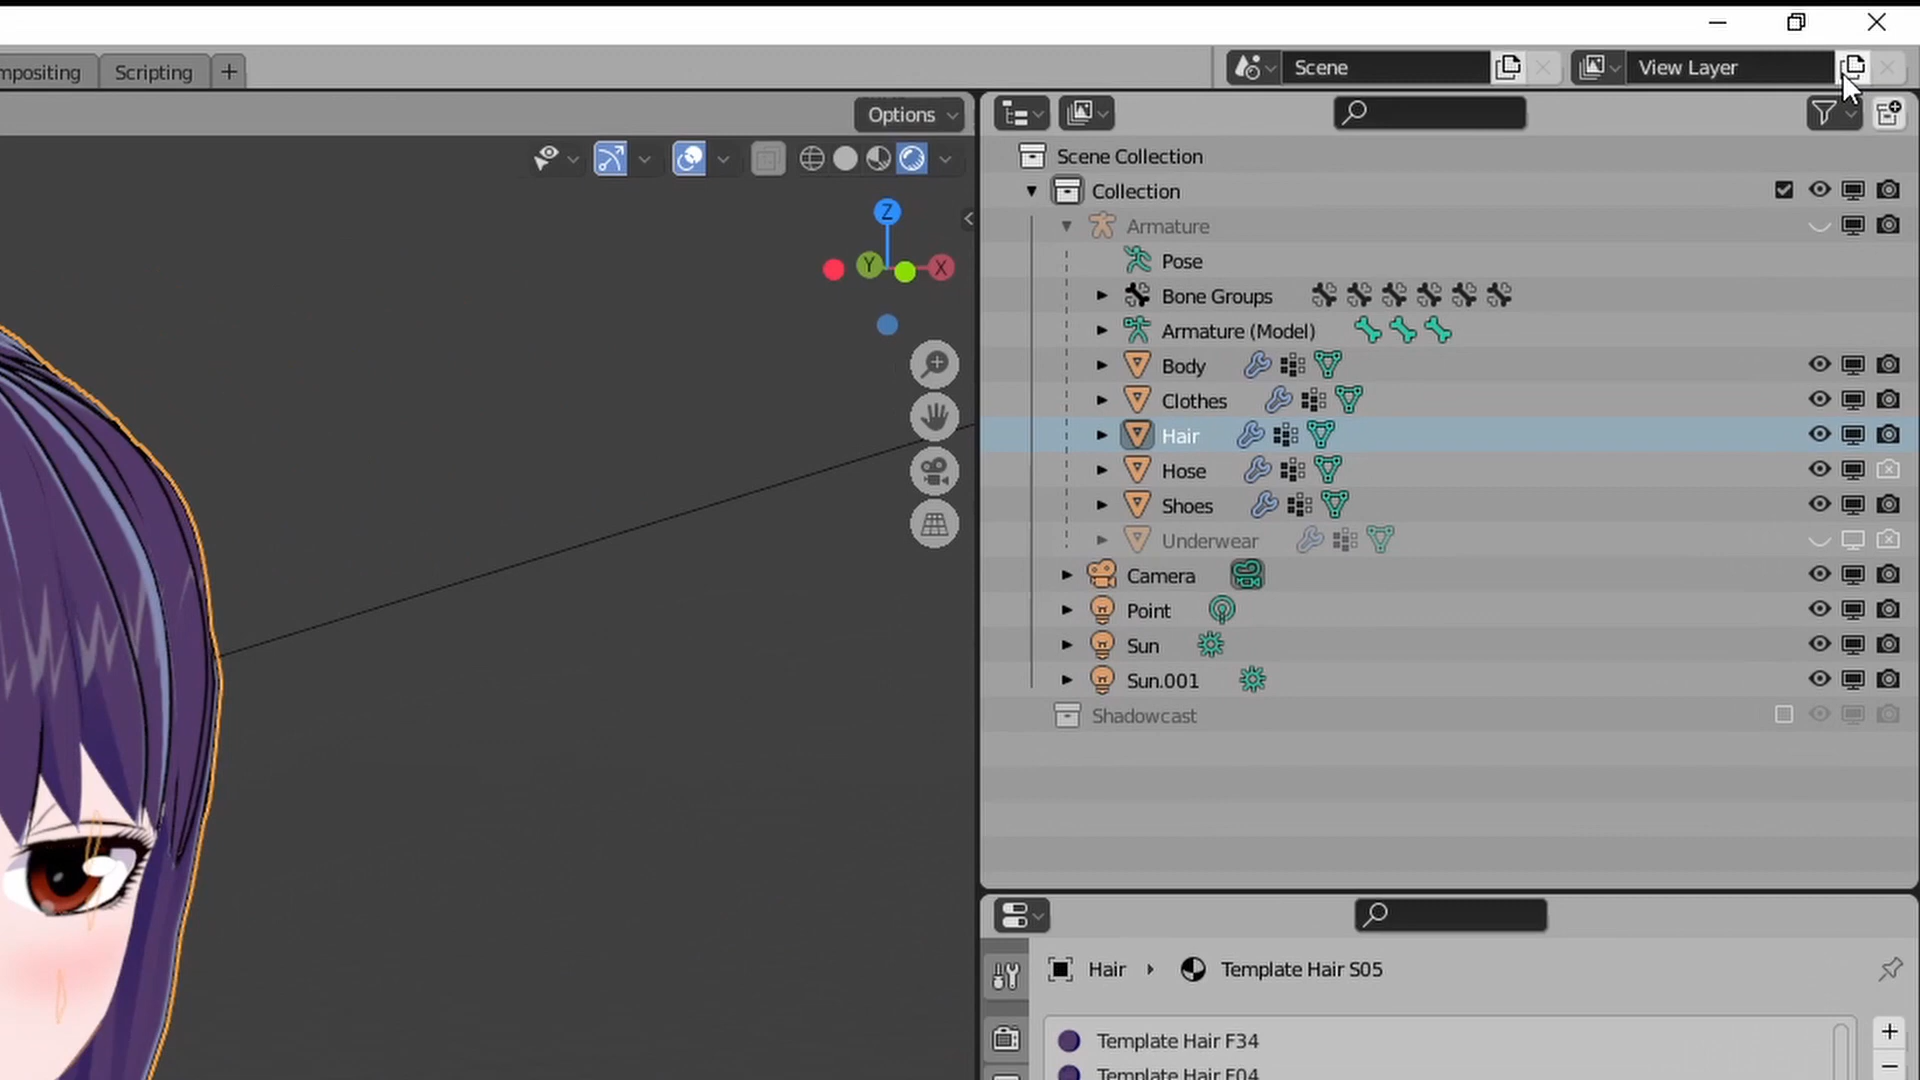 mpositing Scripting + Scene View Layer
Options
Scene Collection
Collection
Armature
Pose
Bone Groups
Armature (Model)
Body
Clothes
Hair
Hose
Shoes
Underwear
Camera
Point
Sun
Sun.001
Shadowcast
Z
Y X
Hair Template Hair S05
Template Hair F34
Template Hair F04